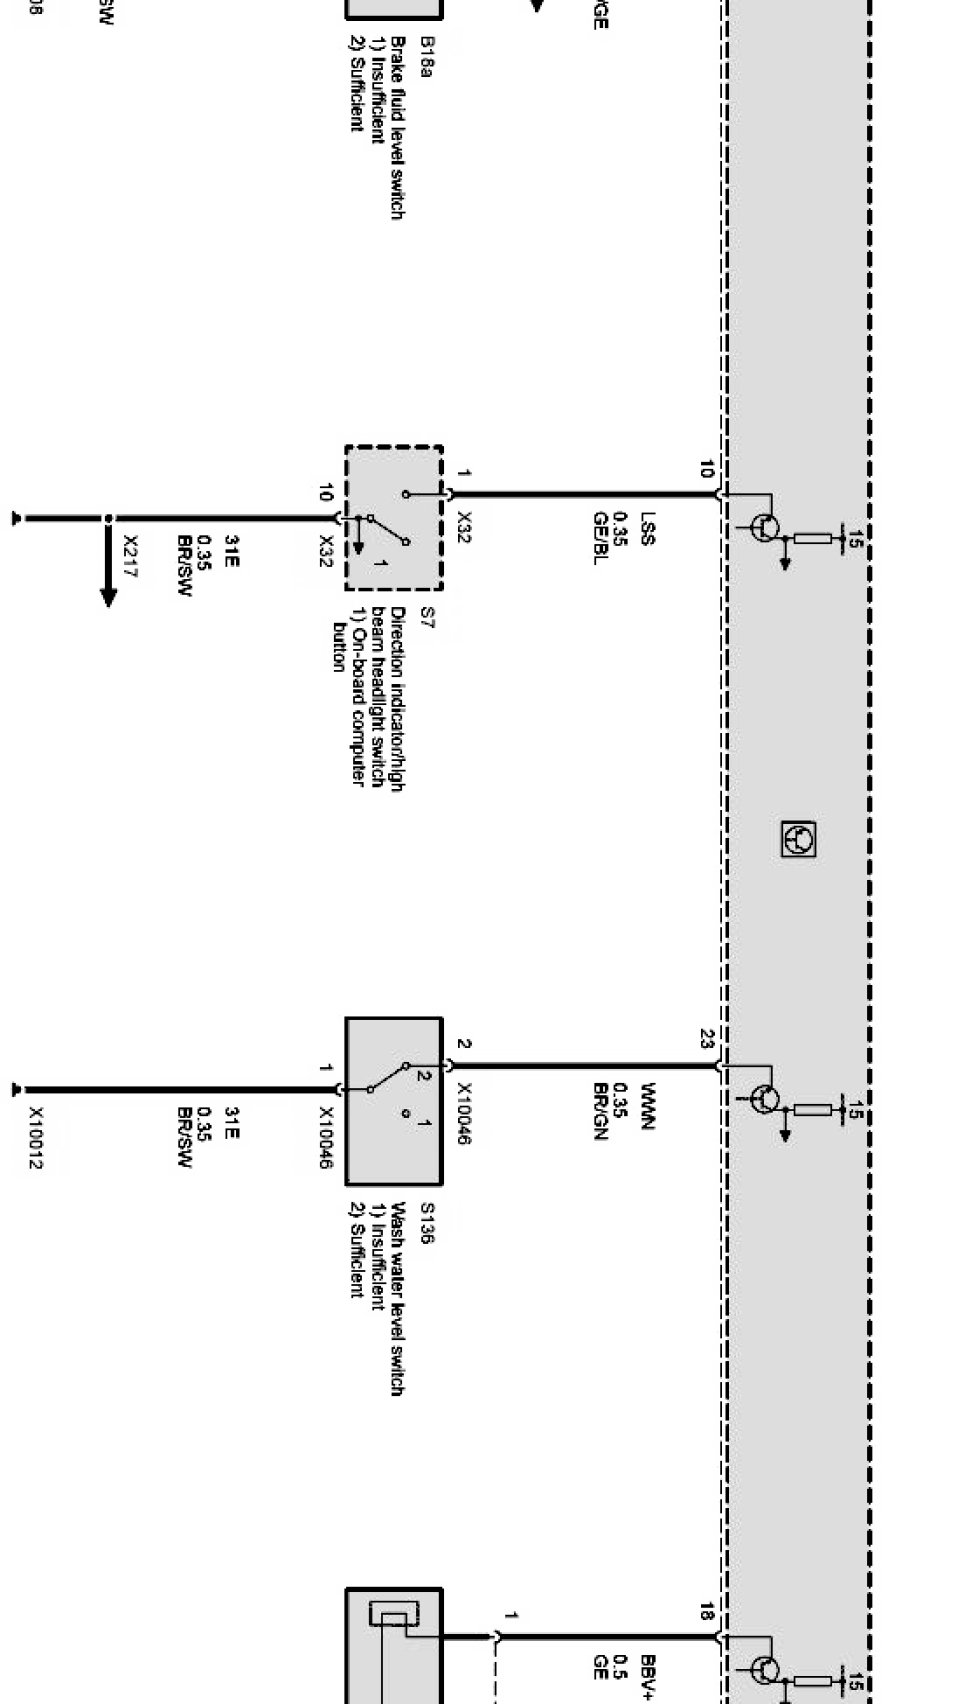 15
15
15
10
LSS
0.35
GE/BL
23
WWN
0.35
BR/GN
18
BBV+
0.5
GE
/GE
B18a
Brake fluid level switch
1) Insufficient
2) Sufficient
1
X32
S7
Direction indicator/high
beam headlight switch
1) On-board computer
button
1
10
X32
2
X10046
S136
Wash water level switch
1) Insufficient
2) Sufficient
2
1
1
X10046
1
31E
0.35
BR/SW
31E
0.35
BR/SW
X217
X10012
SW
08